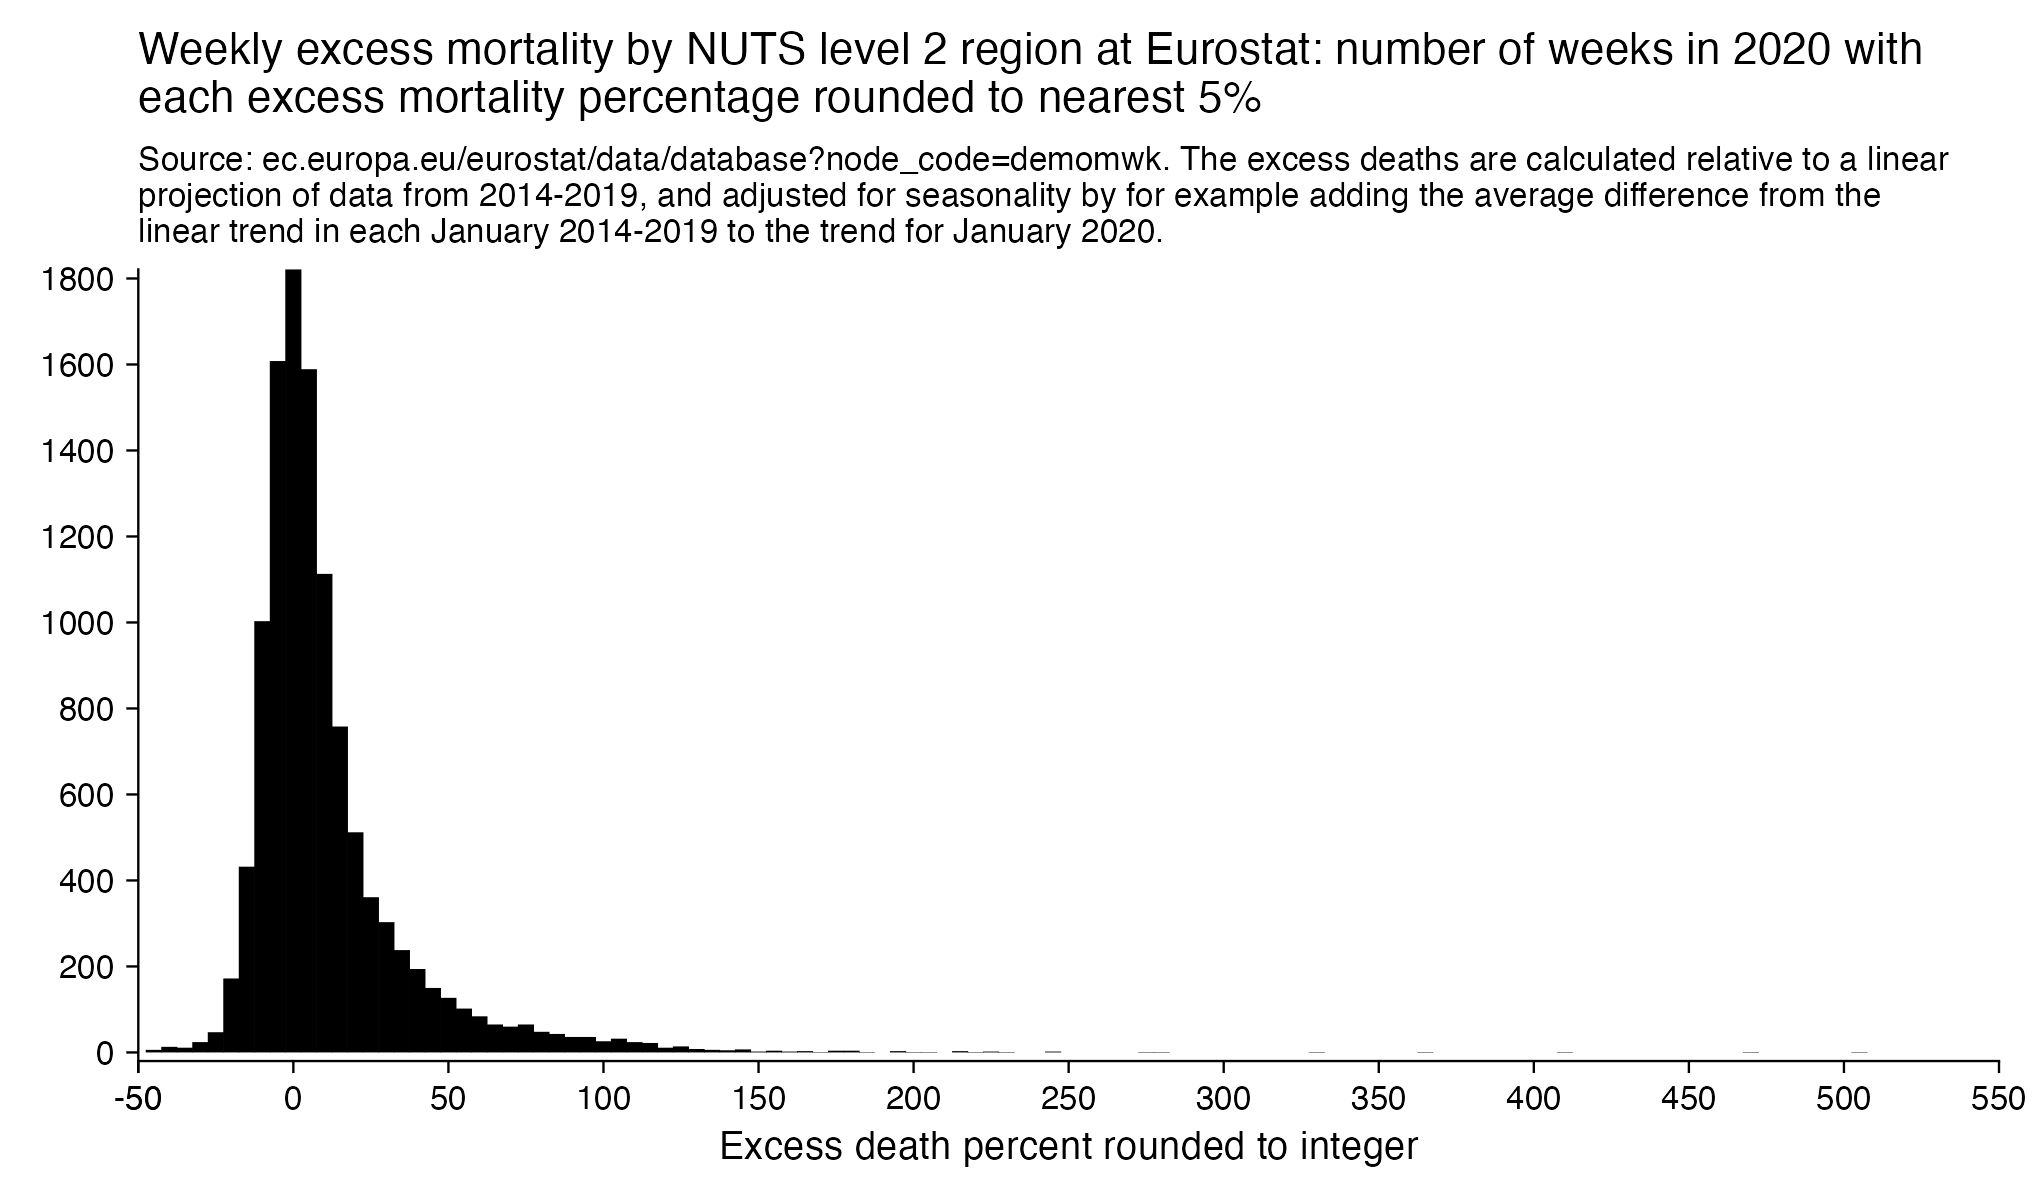 Weekly excess mortality by NUTS level 2 region at Eurostat: number of weeks in 2020 with
each excess mortality percentage rounded to nearest 5%
Source: ec.europa.eu/eurostat/data/database?node_code=demomwk. The excess deaths are calculated relative to a linear
projection of data from 2014-2019, and adjusted for seasonality by for example adding the average difference from the
linear trend in each January 2014-2019 to the trend for January 2020.
1800
1600
1400
1200
1000
800
600
400
200
0
-50 0 50 100 150 200 250 300 350 400 450 500 550
Excess death percent rounded to integer